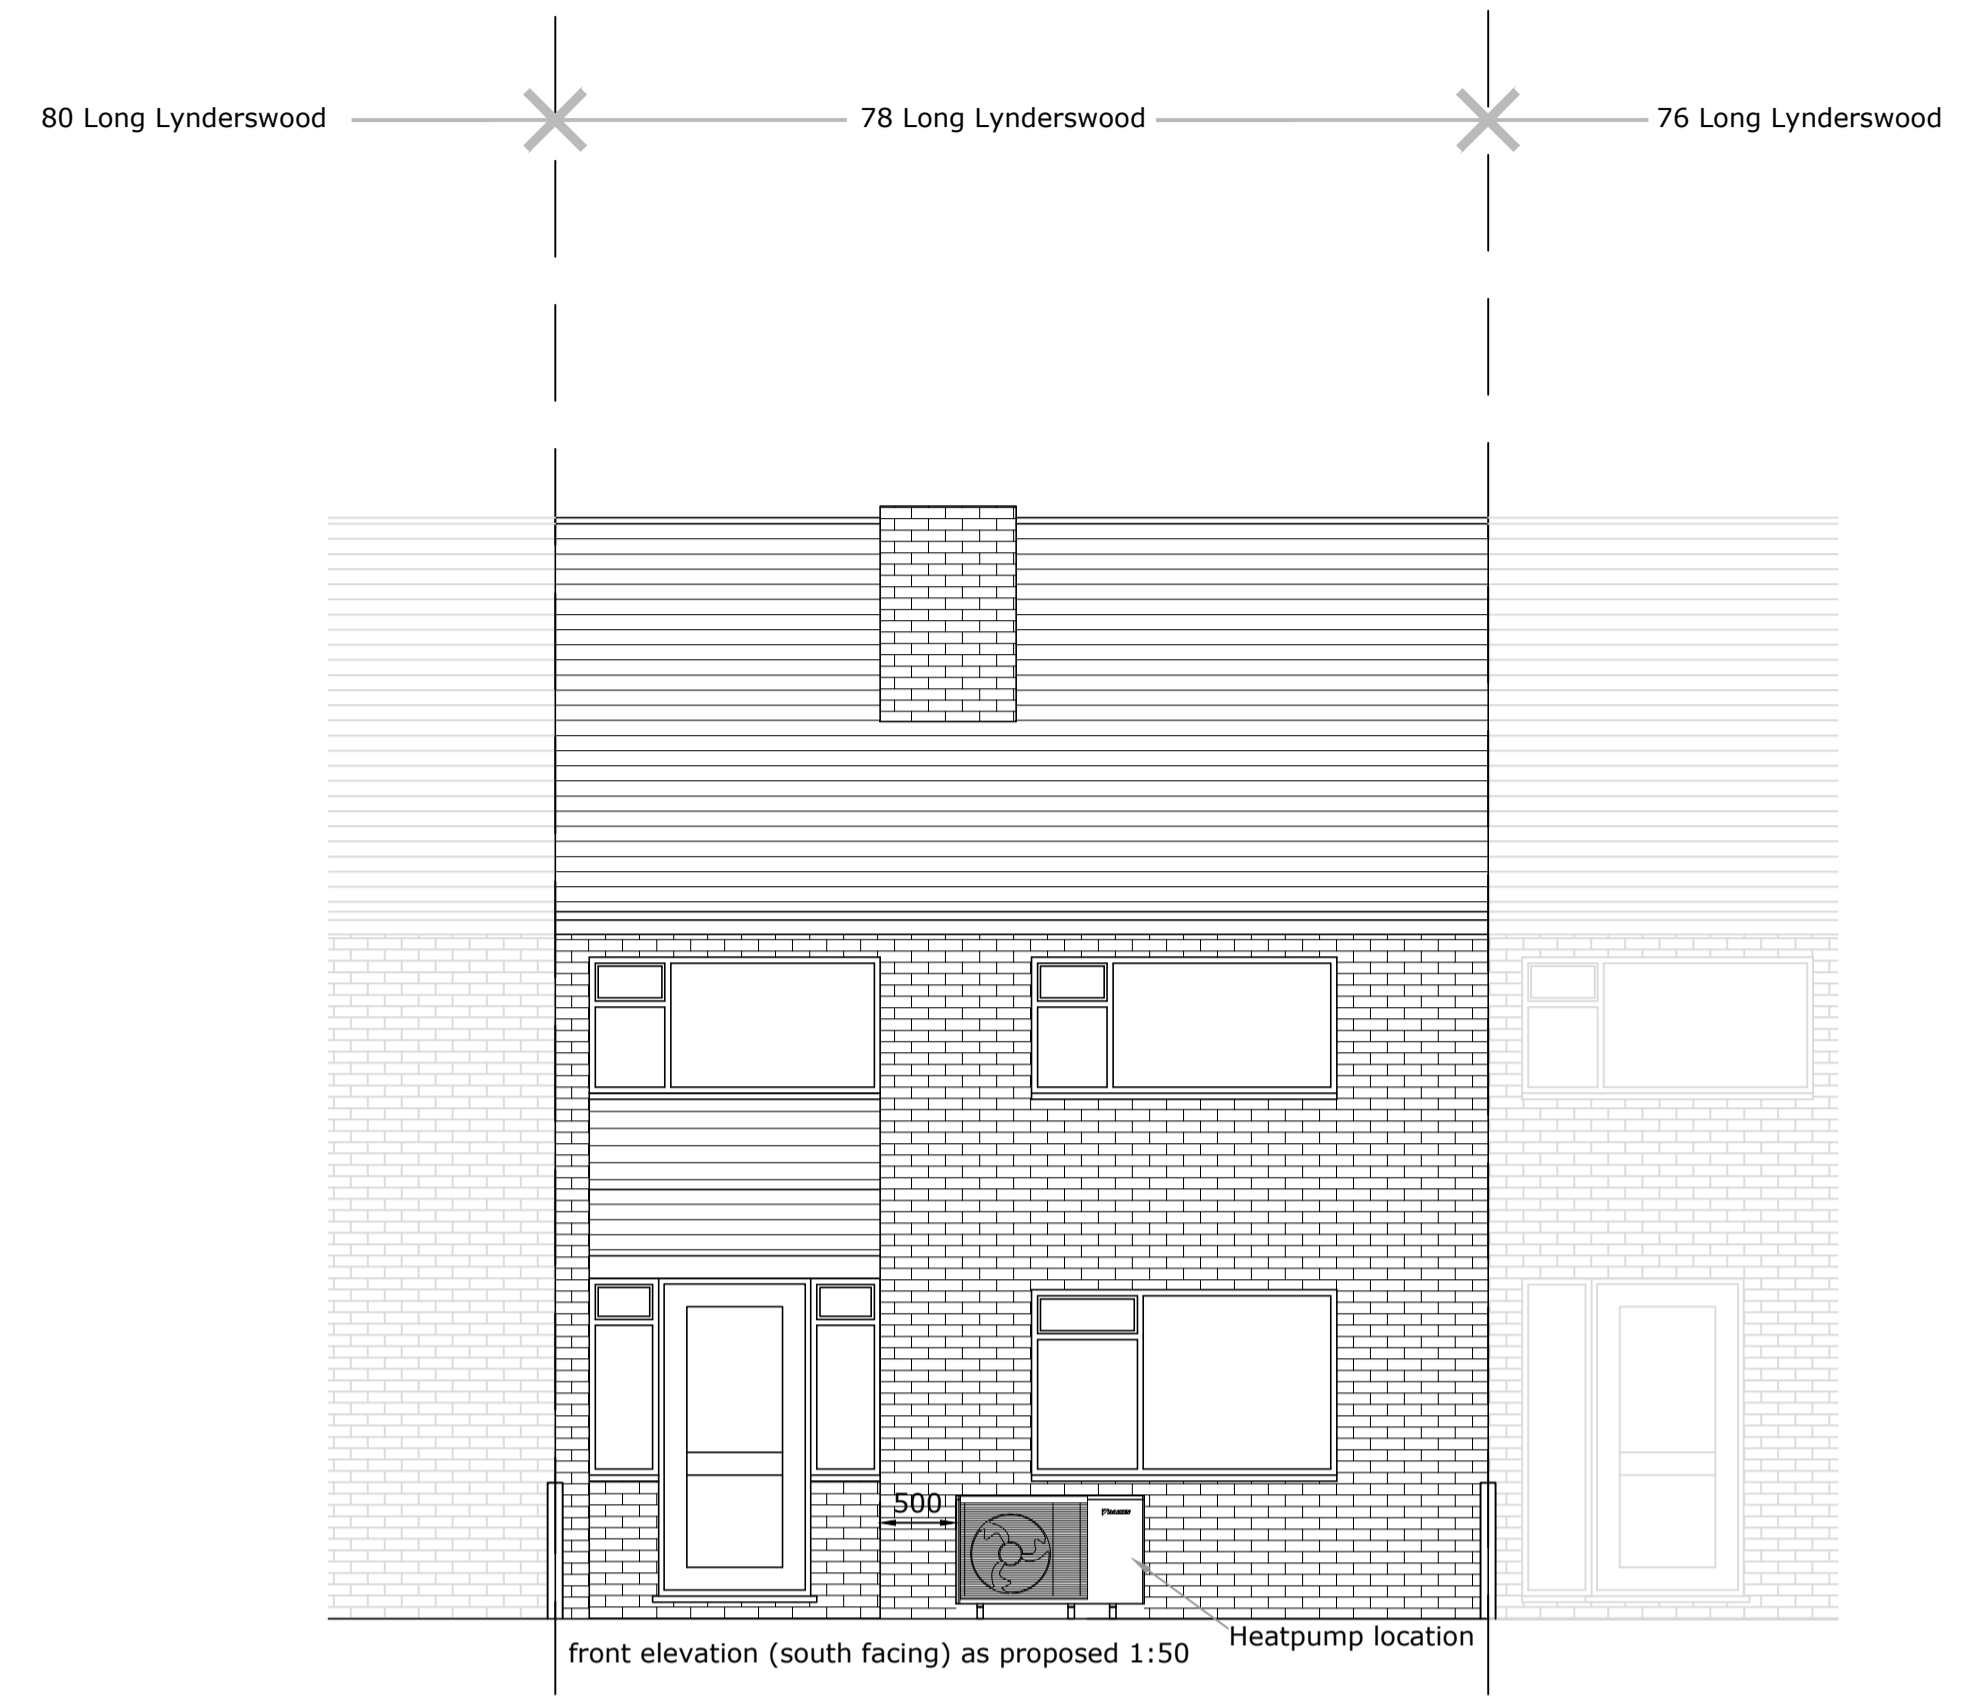 80 Long Lynderswood
78 Long Lynderswood
76 Long Lynderswood
500
Heatpump location
front elevation (south facing) as proposed 1:50